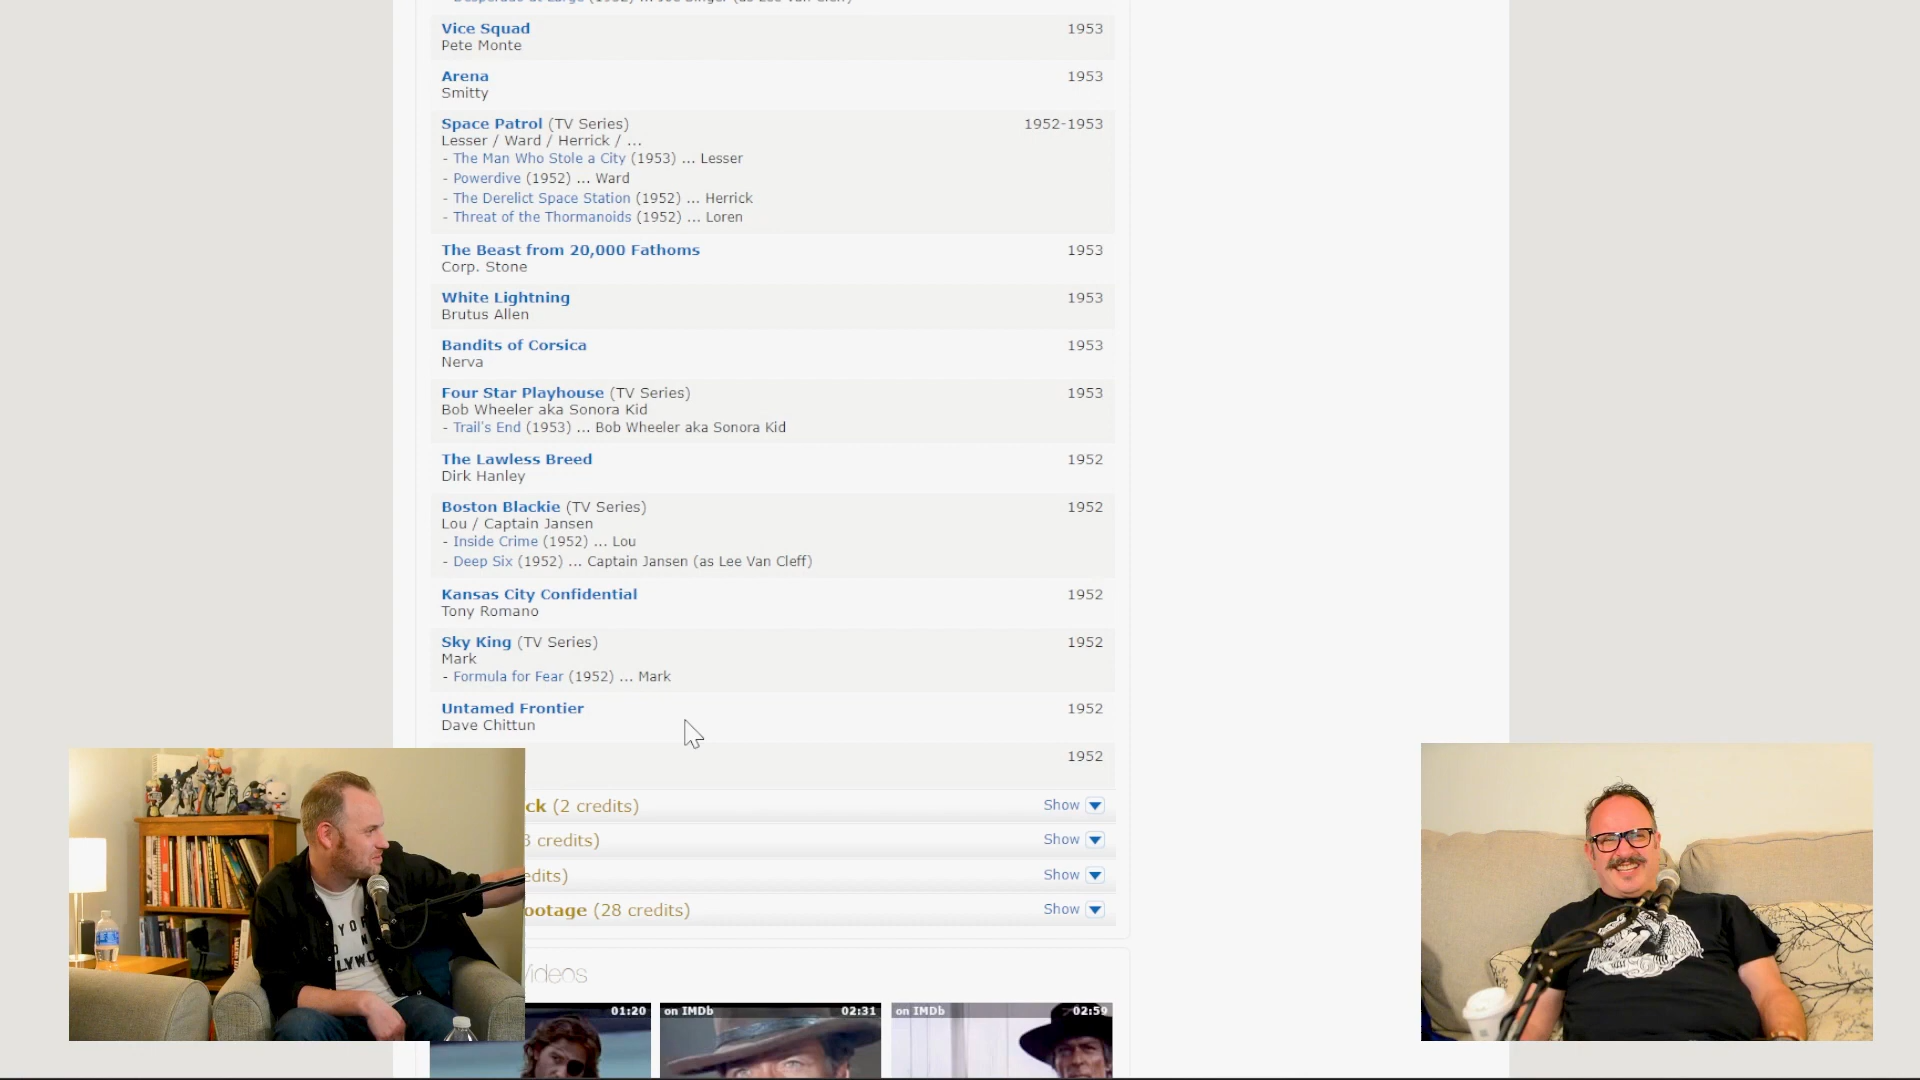 Vice Squad 1953
Pete Monte
Arena 1953
Smitty
Space Patrol (TV Series) 1952-1953
Lesser / Ward / Herrick / ...
- The Man Who Stole a City (1953) ... Lesser
- Powerdive (1952) ... Ward
- The Derelict Space Station (1952) ... Herrick
- Threat of the Thormanoids (1952) ... Loren
The Beast from 20,000 Fathoms 1953
Corp. Stone
White Lightning 1953
Brutus Allen
Bandits of Corsica 1953
Nerva
Four Star Playhouse (TV Series) 1953
Bob Wheeler aka Sonora Kid
- Trail's End (1953) ... Bob Wheeler aka Sonora Kid
The Lawless Breed 1952
Dirk Hanley
Boston Blackie (TV Series) 1952
Lou / Captain Jansen
- Inside Crime (1952) ... Lou
- Deep Six (1952) ... Captain Jansen (as Lee Van Cleff)
Kansas City Confidential 1952
Tony Romano
Sky King (TV Series) 1952
Mark
- Formula for Fear (1952) ... Mark
Untamed Frontier 1952
Dave Chittun
1952
ck (2 credits) Show
credits) Show
edits) Show
ootage (28 credits) Show
Videos
01:20
on IMDb 02:31
on IMDb 02:59